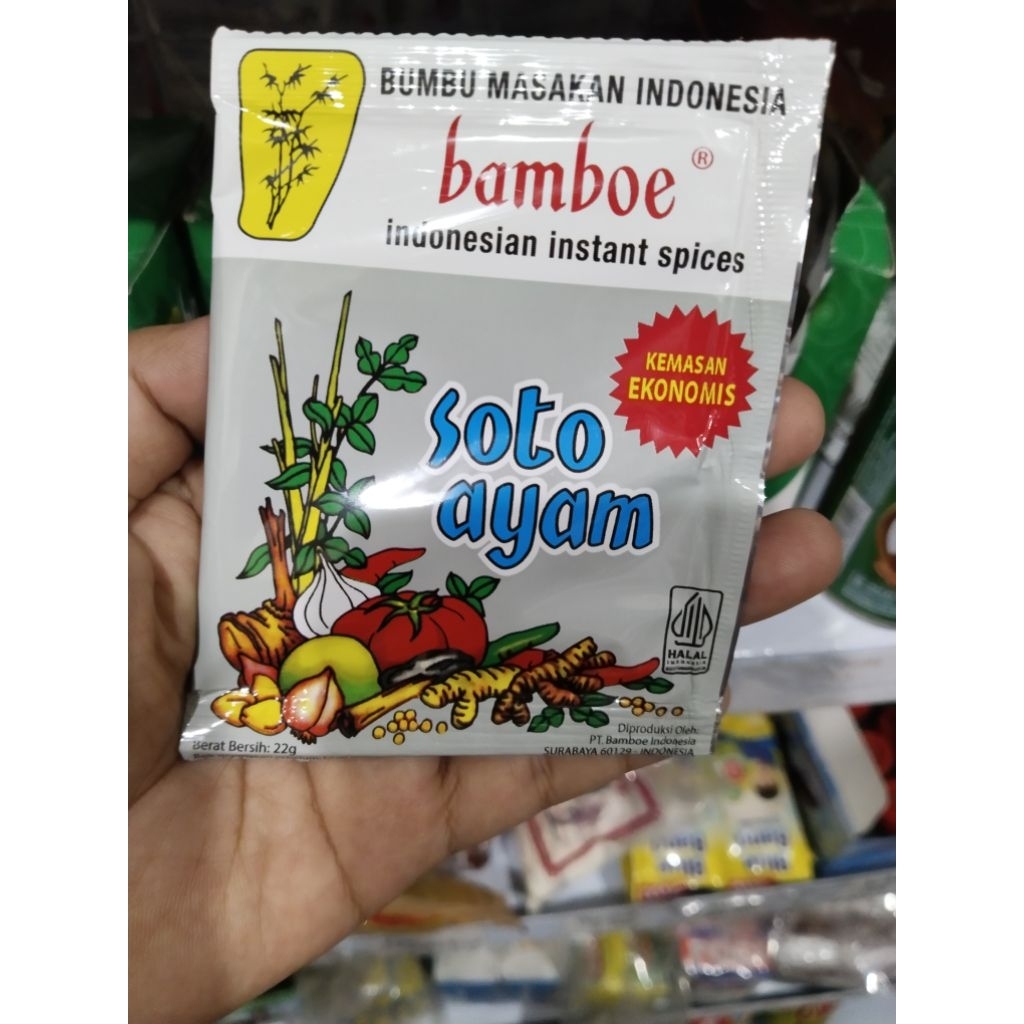 BUMBU MASAKAN INDONESIA
bamboe ®
indonesian instant spices
KEMASAN
EKONOMIS
soto
ayam
HALAL
INDONESIA
Berat Bersih: 22g
Diproduksi Oleh:
PT. Bamboe Indonesia
SURABAYA 60129 - INDONESIA